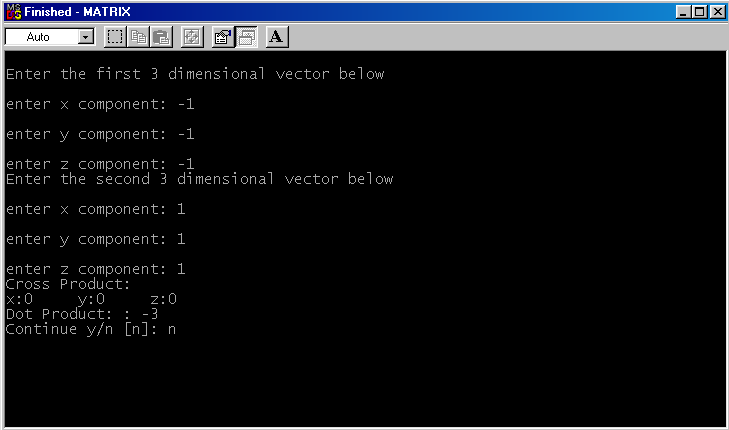 Finished - MATRIX
Auto
A
Enter the first 3 dimensional vector below
enter x component: -1
enter y component: -1
enter z component: -1
Enter the second 3 dimensional vector below
enter x component: 1
enter y component: 1
enter z component: 1
Cross Product:
x:0 y:0 z:0
Dot Product: : -3
Continue y/n [n]: n